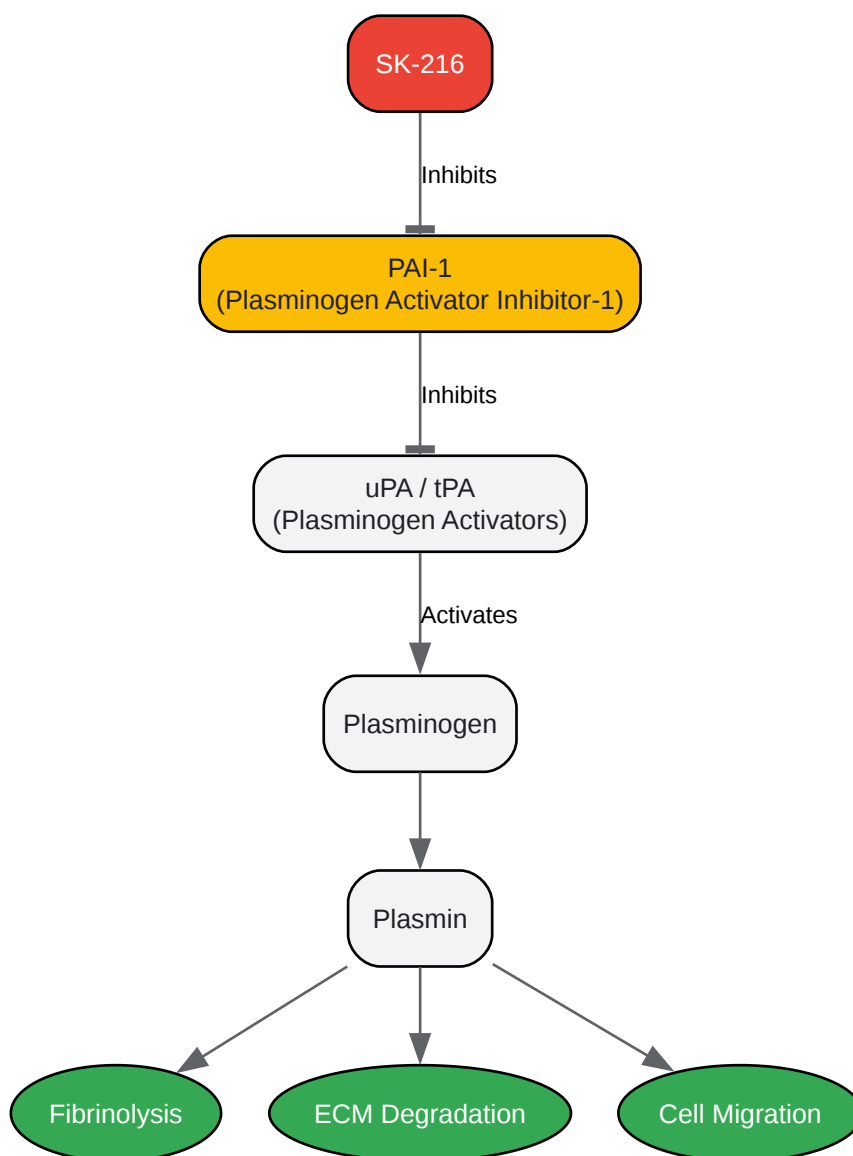 SK-216
Inhibits
PAI-1
(Plasminogen Activator Inhibitor-1)
Inhibits
uPA / tPA
(Plasminogen Activators)
Activates
Plasminogen
Plasmin
Fibrinolysis
ECM Degradation
Cell Migration